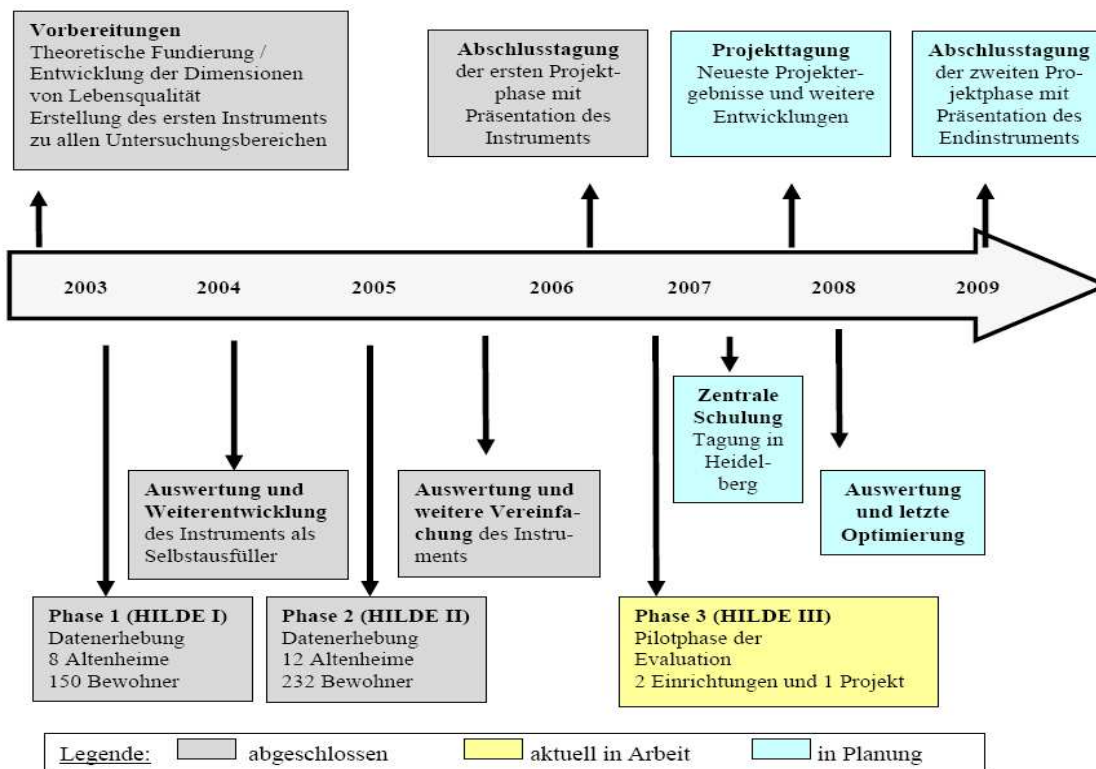 Vorbereitungen
Theoretische Fundierung /
Entwicklung der Dimensionen
von Lebensqualität
Erstellung des ersten Instruments
zu allen Untersuchungsbereichen
Abschlusstagung
der ersten Projekt-
phase mit
Präsentation des
Instruments
Projekttagung
Neueste Projekter-
gebnisse und weitere
Entwicklungen
Abschlusstagung
der zweiten Pro-
jektphase mit
Präsentation des
Endinstruments
2003 2004 2005 2006 2007 2008 2009
Zentrale
Schulung
Tagung in
Heidel-
berg
Auswertung und
Weiterentwicklung
des Instruments als
Selbstausfüller
Auswertung und
weitere Vereinfa-
chung des Instru-
ments
Auswertung
und letzte
Optimierung
Phase 1 (HILDE I)
Datenerhebung
8 Altenheime
150 Bewohner
Phase 2 (HILDE II)
Datenerhebung
12 Altenheime
232 Bewohner
Phase 3 (HILDE III)
Pilotphase der
Evaluation
2 Einrichtungen und 1 Projekt
Legende: abgeschlossen aktuell in Arbeit in Planung